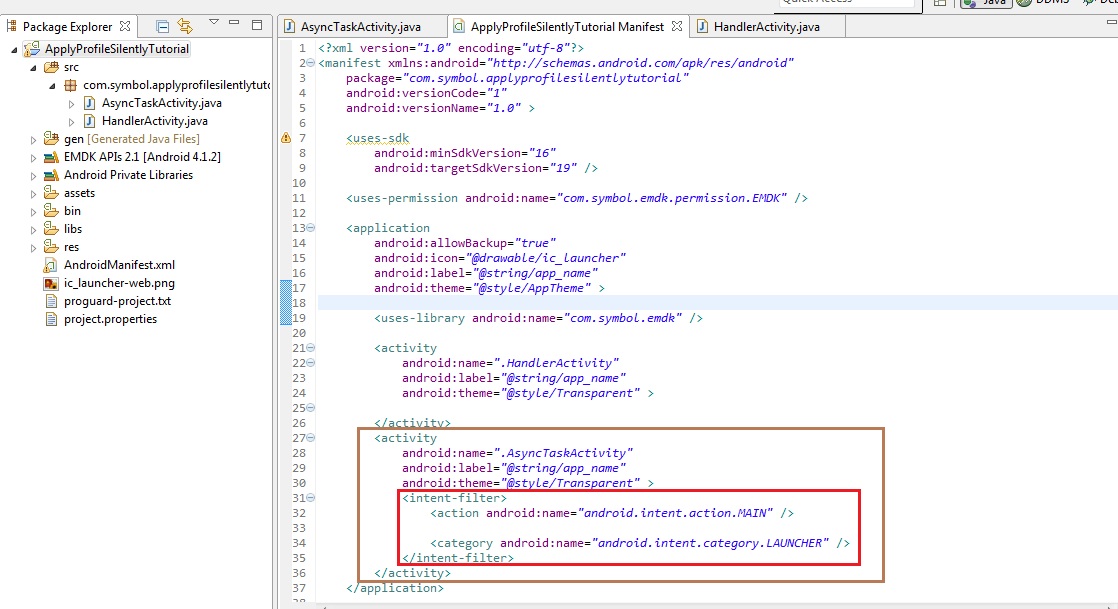 Quick Access
Java
DDMS
Package Explorer
ApplyProfileSilentlyTutorial
src
com.symbol.applyprofilesilentlytuto
AsyncTaskActivity.java
HandlerActivity.java
gen [Generated Java Files]
EMDK APIs 2.1 [Android 4.1.2]
Android Private Libraries
assets
bin
libs
res
AndroidManifest.xml
ic_launcher-web.png
proguard-project.txt
project.properties
AsyncTaskActivity.java
ApplyProfileSilentlyTutorial Manifest
HandlerActivity.java
1 <?xml version="1.0" encoding="utf-8"?>
2 <manifest xmlns:android="http://schemas.android.com/apk/res/android"
3 package="com.symbol.applyprofilesilentlytutorial"
4 android:versionCode="1"
5 android:versionName="1.0" >
6
7 <uses-sdk
8 android:minSdkVersion="16"
9 android:targetSdkVersion="19" />
10
11 <uses-permission android:name="com.symbol.emdk.permission.EMDK" />
12
13 <application
14 android:allowBackup="true"
15 android:icon="@drawable/ic_launcher"
16 android:label="@string/app_name"
17 android:theme="@style/AppTheme" >
18
19 <uses-library android:name="com.symbol.emdk" />
20
21 <activity
22 android:name=".HandlerActivity"
23 android:label="@string/app_name"
24 android:theme="@style/Transparent" >
25
26 </activity>
27 <activity
28 android:name=".AsyncTaskActivity"
29 android:label="@string/app_name"
30 android:theme="@style/Transparent" >
31 <intent-filter>
32 <action android:name="android.intent.action.MAIN" />
33
34 <category android:name="android.intent.category.LAUNCHER" />
35 </intent-filter>
36 </activity>
37 </application>
38